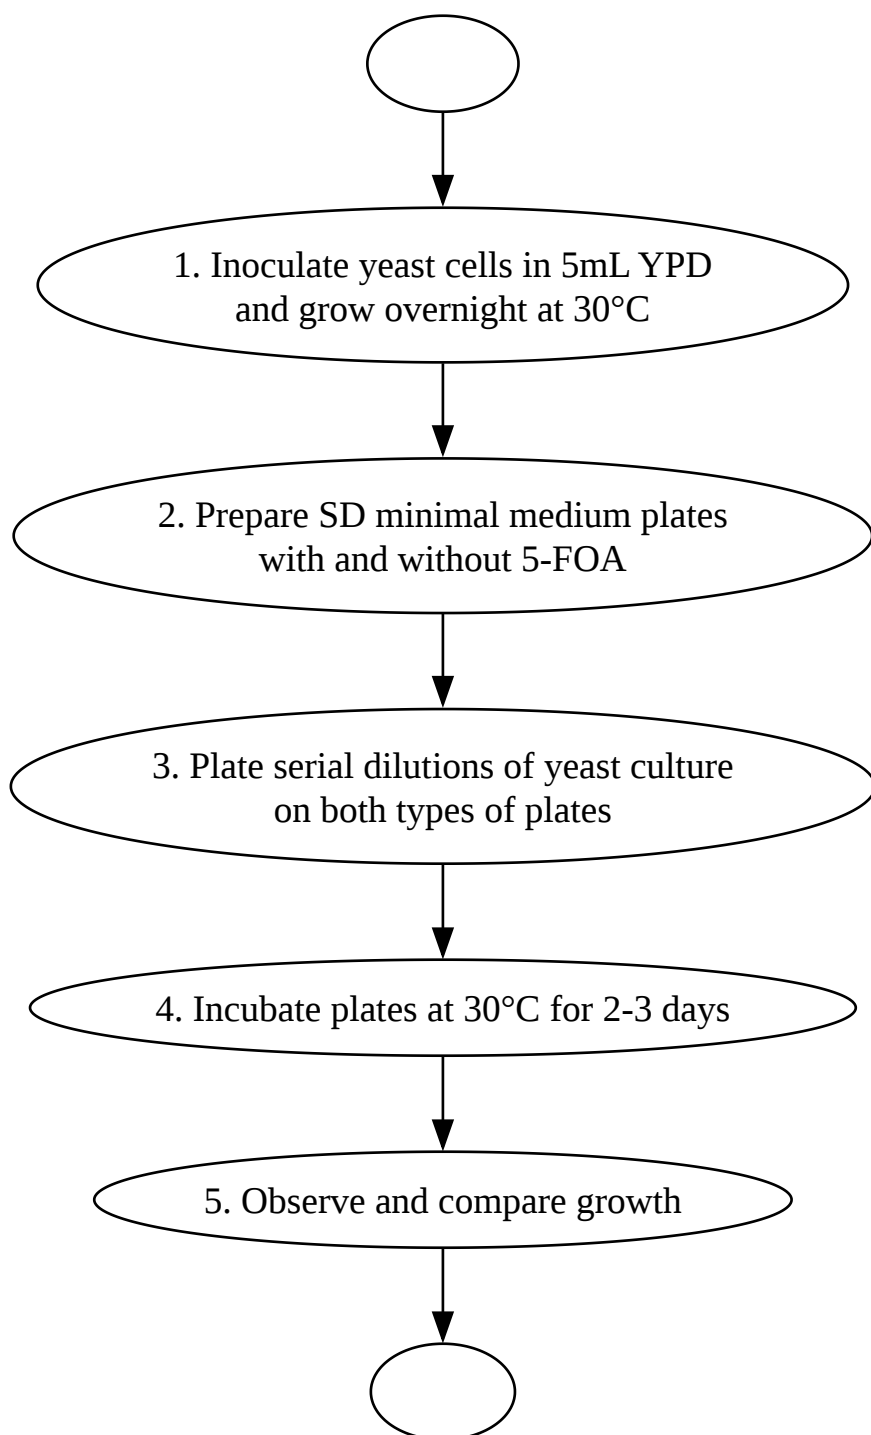 1. Inoculate yeast cells in 5mL YPD
and grow overnight at 30°C
2. Prepare SD minimal medium plates
with and without 5-FOA
3. Plate serial dilutions of yeast culture
on both types of plates
4. Incubate plates at 30°C for 2-3 days
5. Observe and compare growth